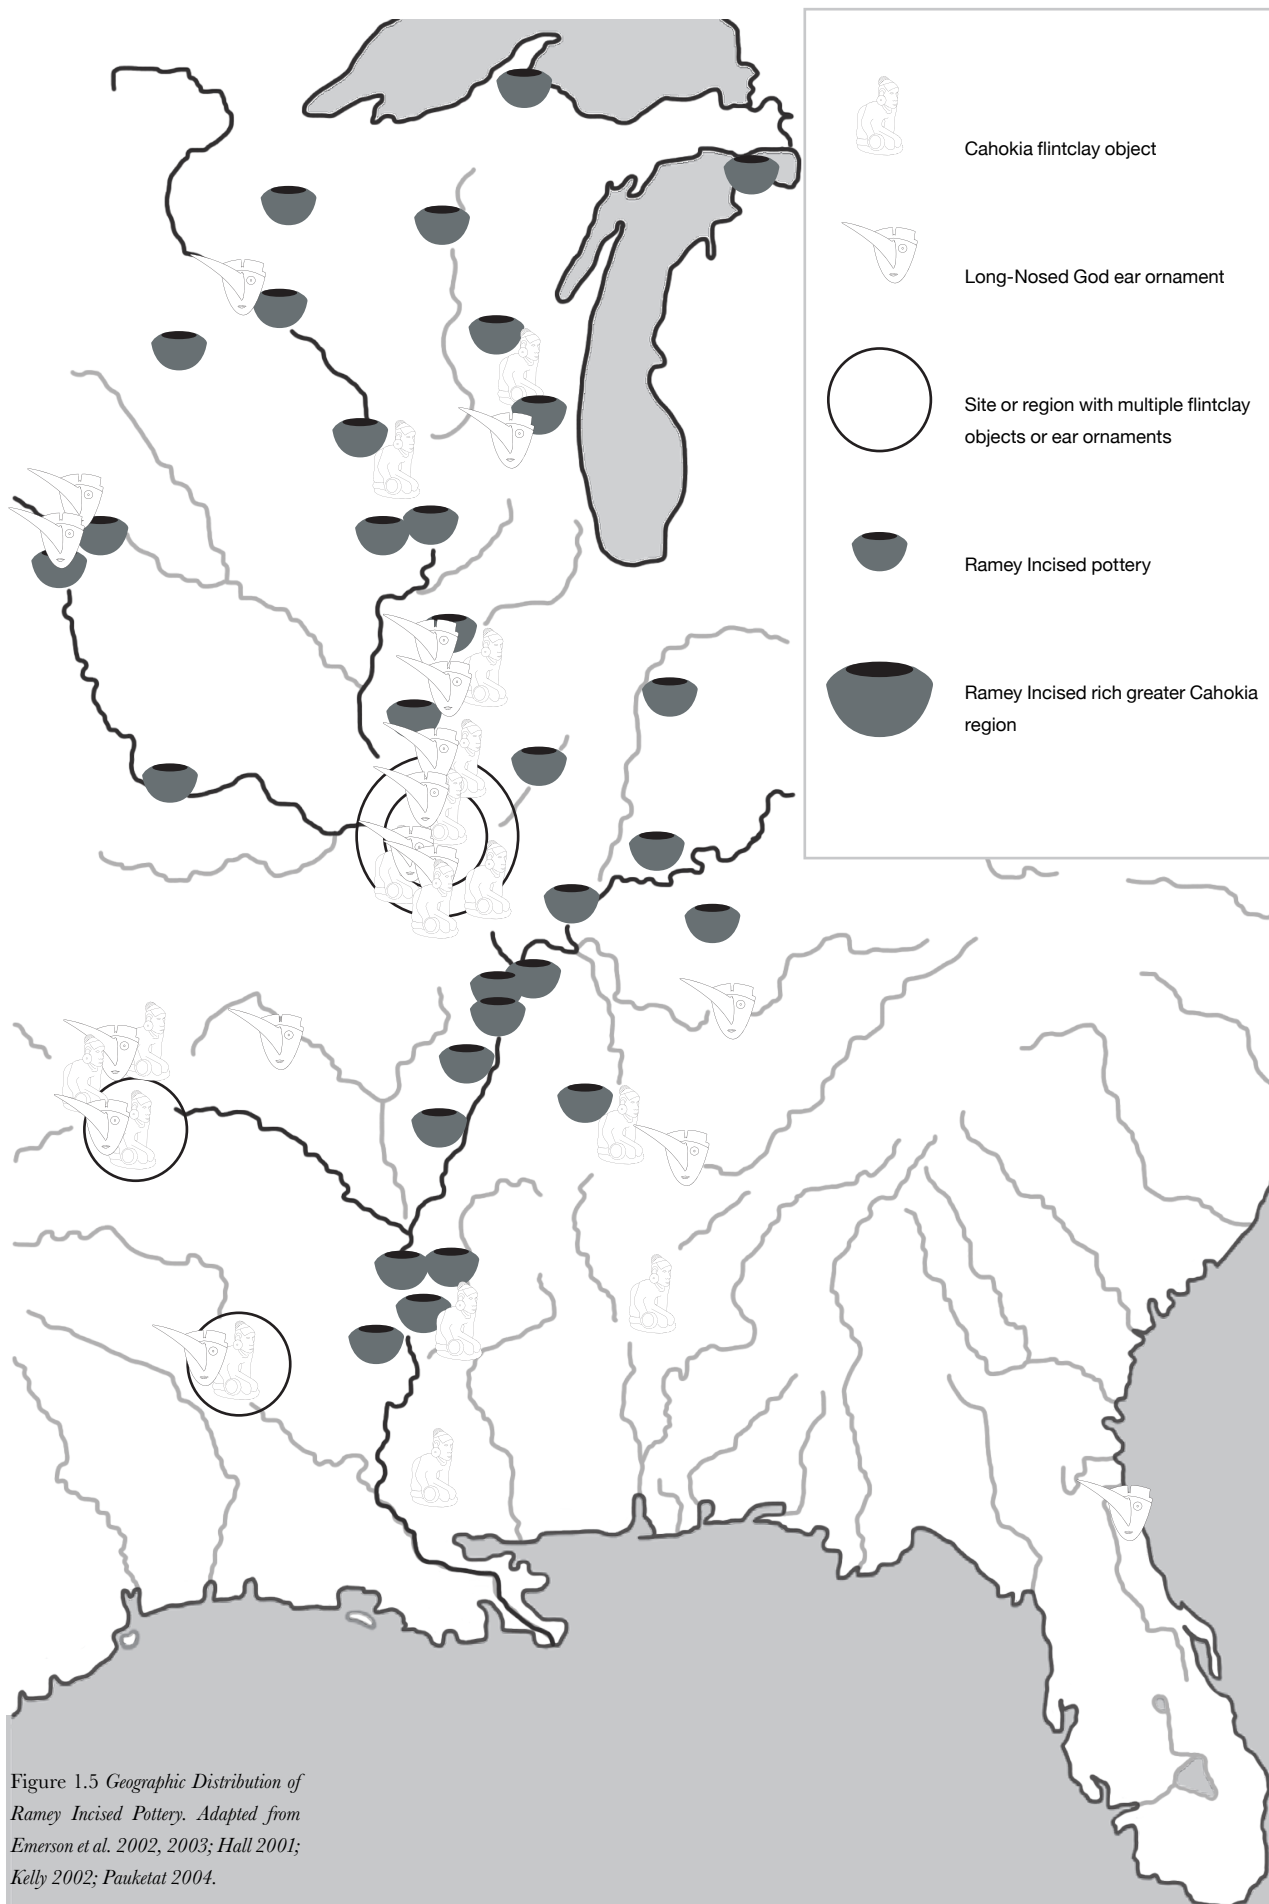 Cahokia flintclay object
Long-Nosed God ear ornament
Site or region with multiple flintclay
objects or ear ornaments
Ramey Incised pottery
Ramey Incised rich greater Cahokia
region
Figure 1.5 Geographic Distribution of
Ramey Incised Pottery. Adapted from
Emerson et al. 2002, 2003; Hall 2001;
Kelly 2002; Pauketat 2004.